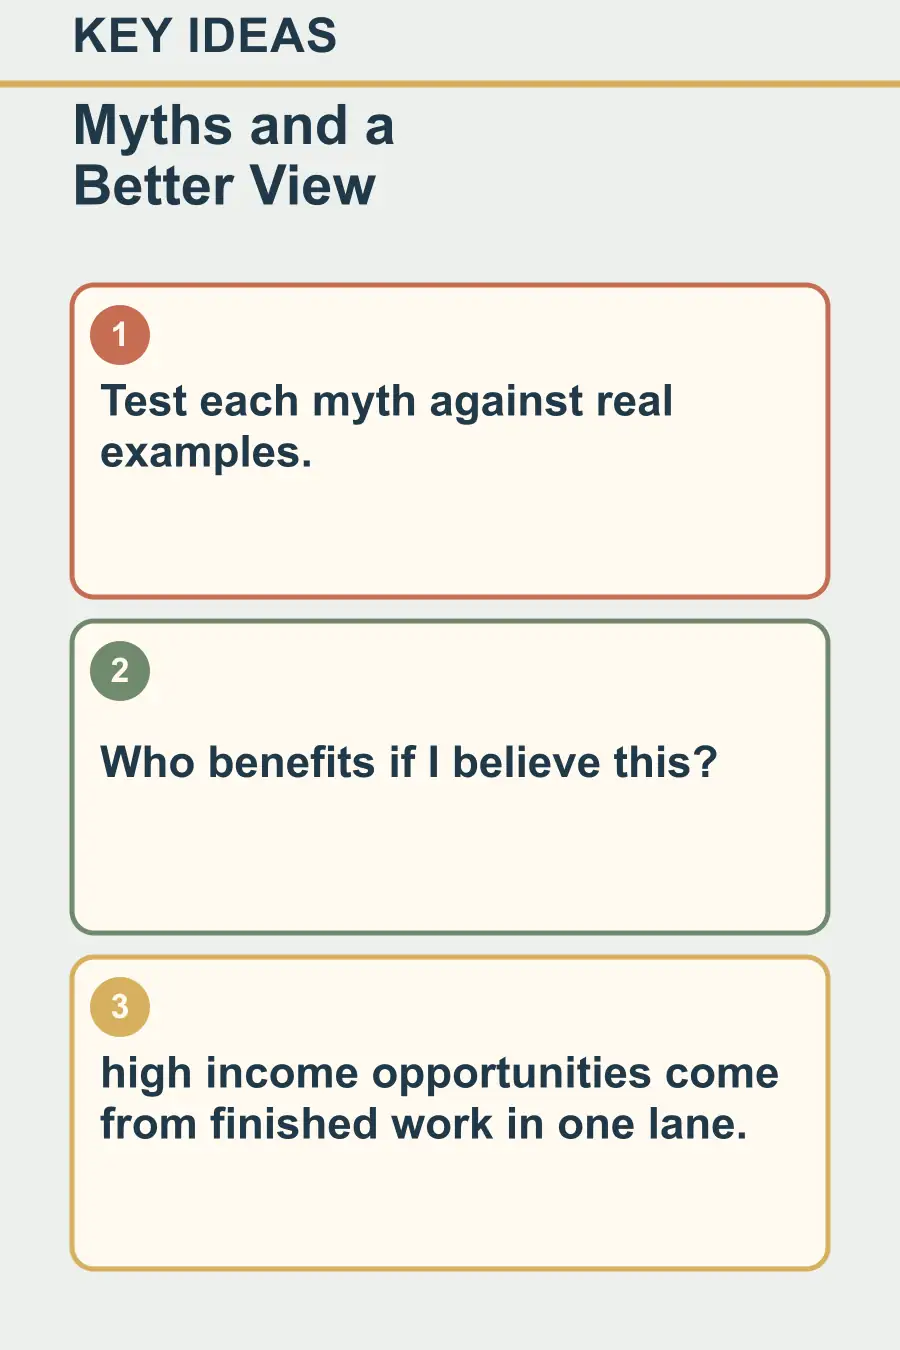 KEY IDEAS
Myths and a
Better View
1
Test each myth against real
examples.
2
Who benefits if I believe this?
3
high income opportunities come
from finished work in one lane.